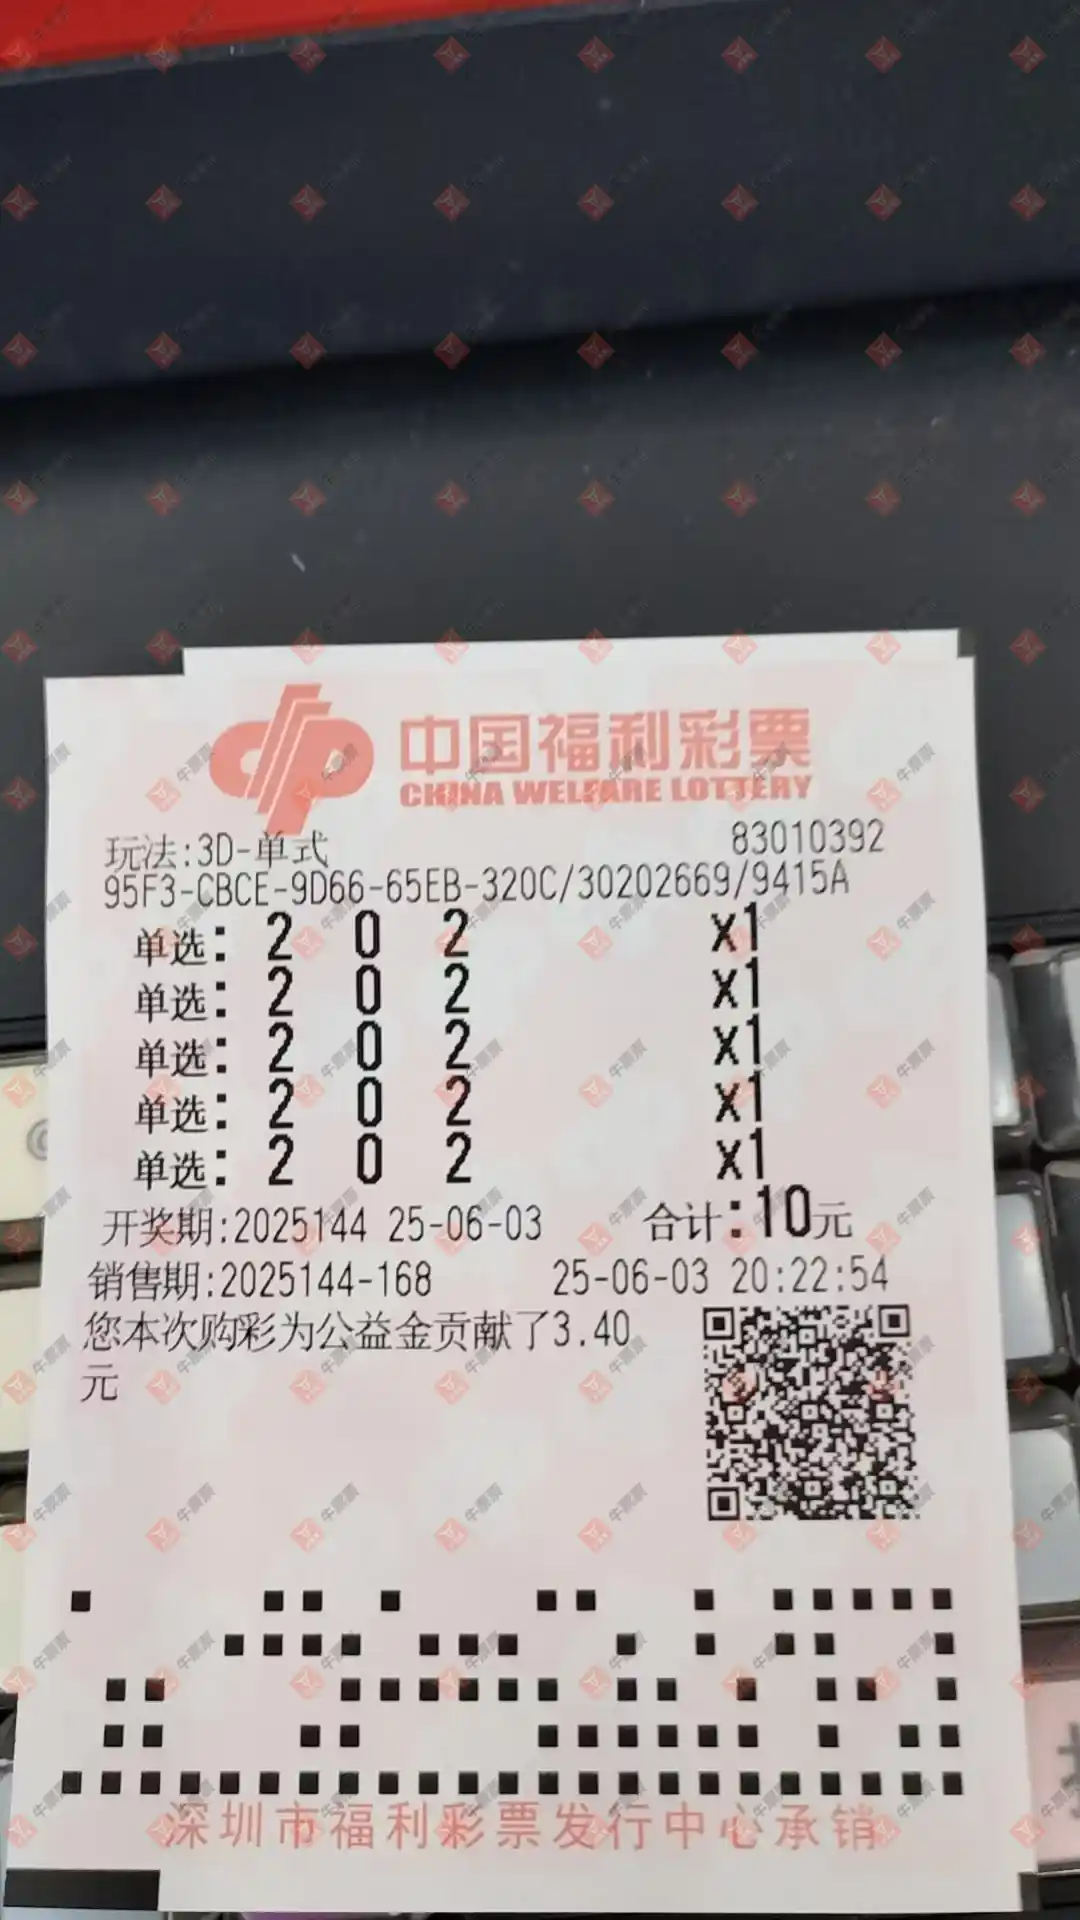 中国福利彩票
CHINA WELFARE LOTTERY
玩法:3D-单式 83010392
95F3-CBCE-9D66-65EB-320C/30202669/9415A
单选: 2 0 2 x1
单选: 2 0 2 x1
单选: 2 0 2 x1
单选: 2 0 2 x1
单选: 2 0 2 x1
开奖期:2025144 25-06-03 合计:10元
销售期:2025144-168 25-06-03 20:22:54
您本次购彩为公益金贡献了3.40
元
深圳市福利彩票发行中心承销
牛票票